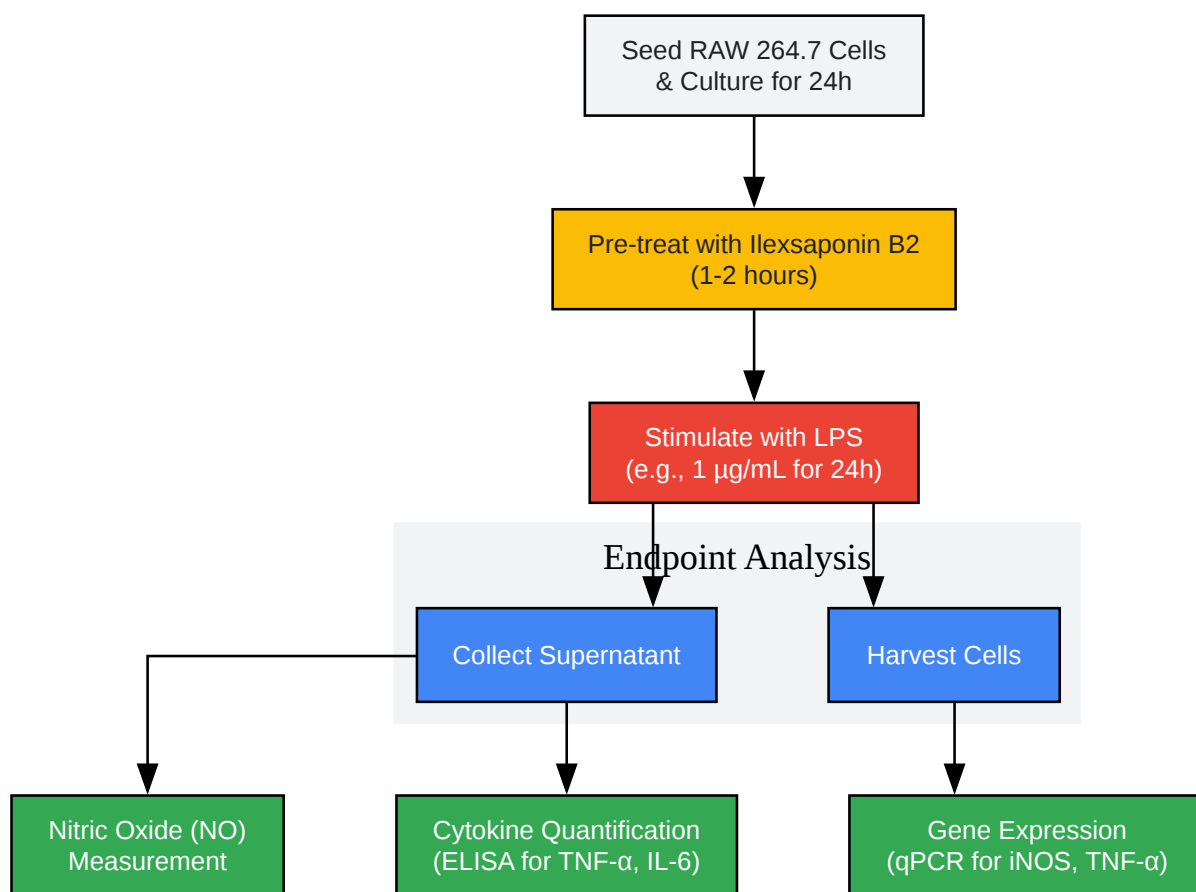 Seed RAW 264.7 Cells
& Culture for 24h
Pre-treat with Ilexsaponin B2
(1-2 hours)
Stimulate with LPS
(e.g., 1 µg/mL for 24h)
Endpoint Analysis
Collect Supernatant
Harvest Cells
Nitric Oxide (NO)
Measurement
Cytokine Quantification
(ELISA for TNF-α, IL-6)
Gene Expression
(qPCR for iNOS, TNF-α)